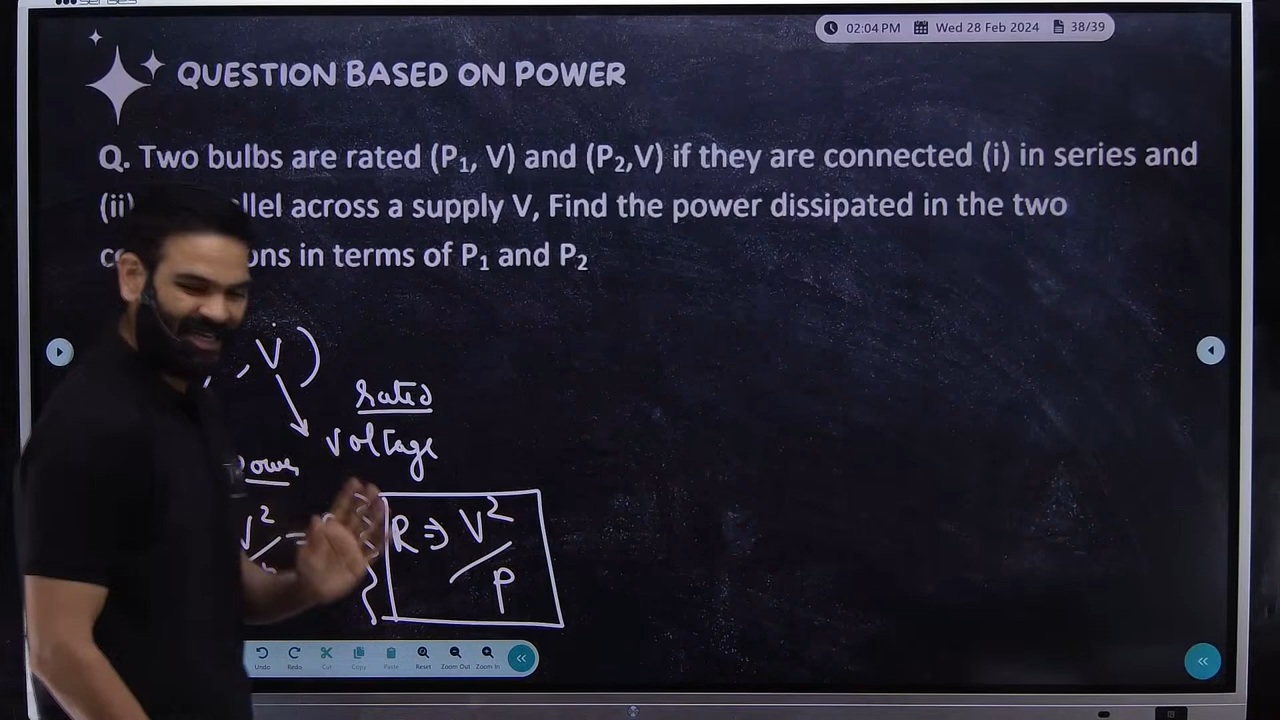 02:04 PM Wed 28 Feb 2024 38/39
QUESTION BASED ON POWER
Q. Two bulbs are rated (P₁, V) and (P₂,V) if they are connected (i) in series and
(ii) llel across a supply V, Find the power dissipated in the two
ons in terms of P₁ and P₂
, V)
rated
voltage
V² =
R ⇒ V²/P
Undo Redo Cut Copy Paste Reset Zoom Out Zoom In